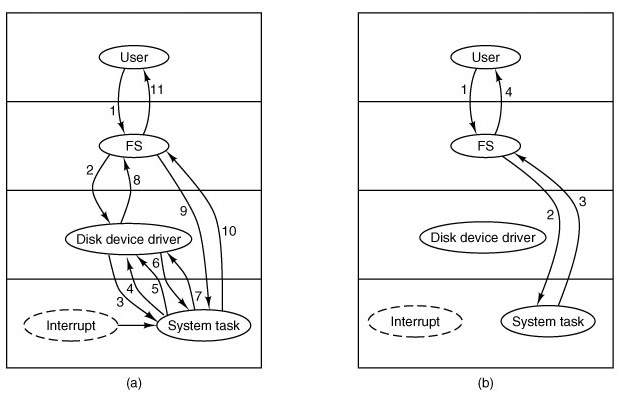 User
1
11
FS
2
8
9
10
Disk device driver
3
4
5
6
7
Interrupt
System task
(a)
User
1
4
FS
2
3
Disk device driver
Interrupt
System task
(b)